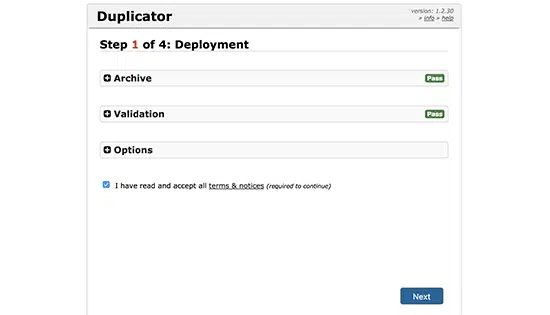 Duplicator
version: 1.2.30
» info » help
Step 1 of 4: Deployment
Archive
Pass
Validation
Pass
Options
I have read and accept all terms & notices (required to continue)
Next